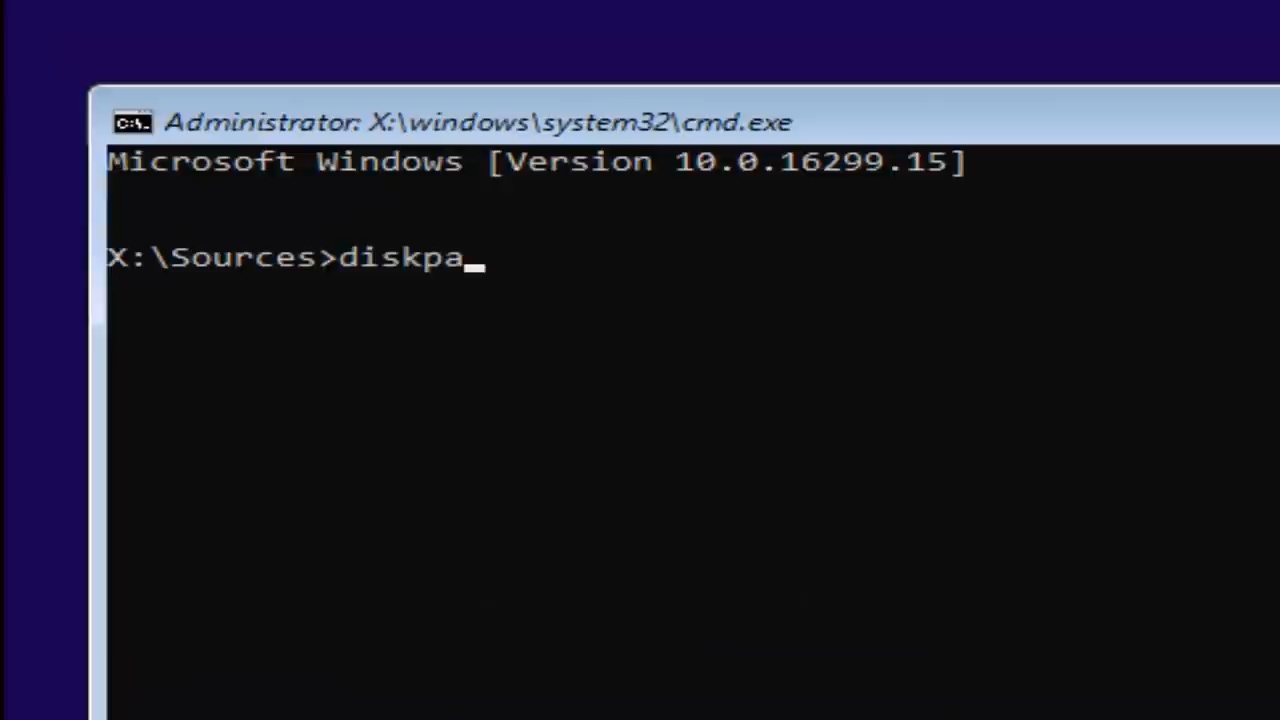 Administrator: X:\windows\system32\cmd.exe
Microsoft Windows [Version 10.0.16299.15]
X:\Sources>diskpa